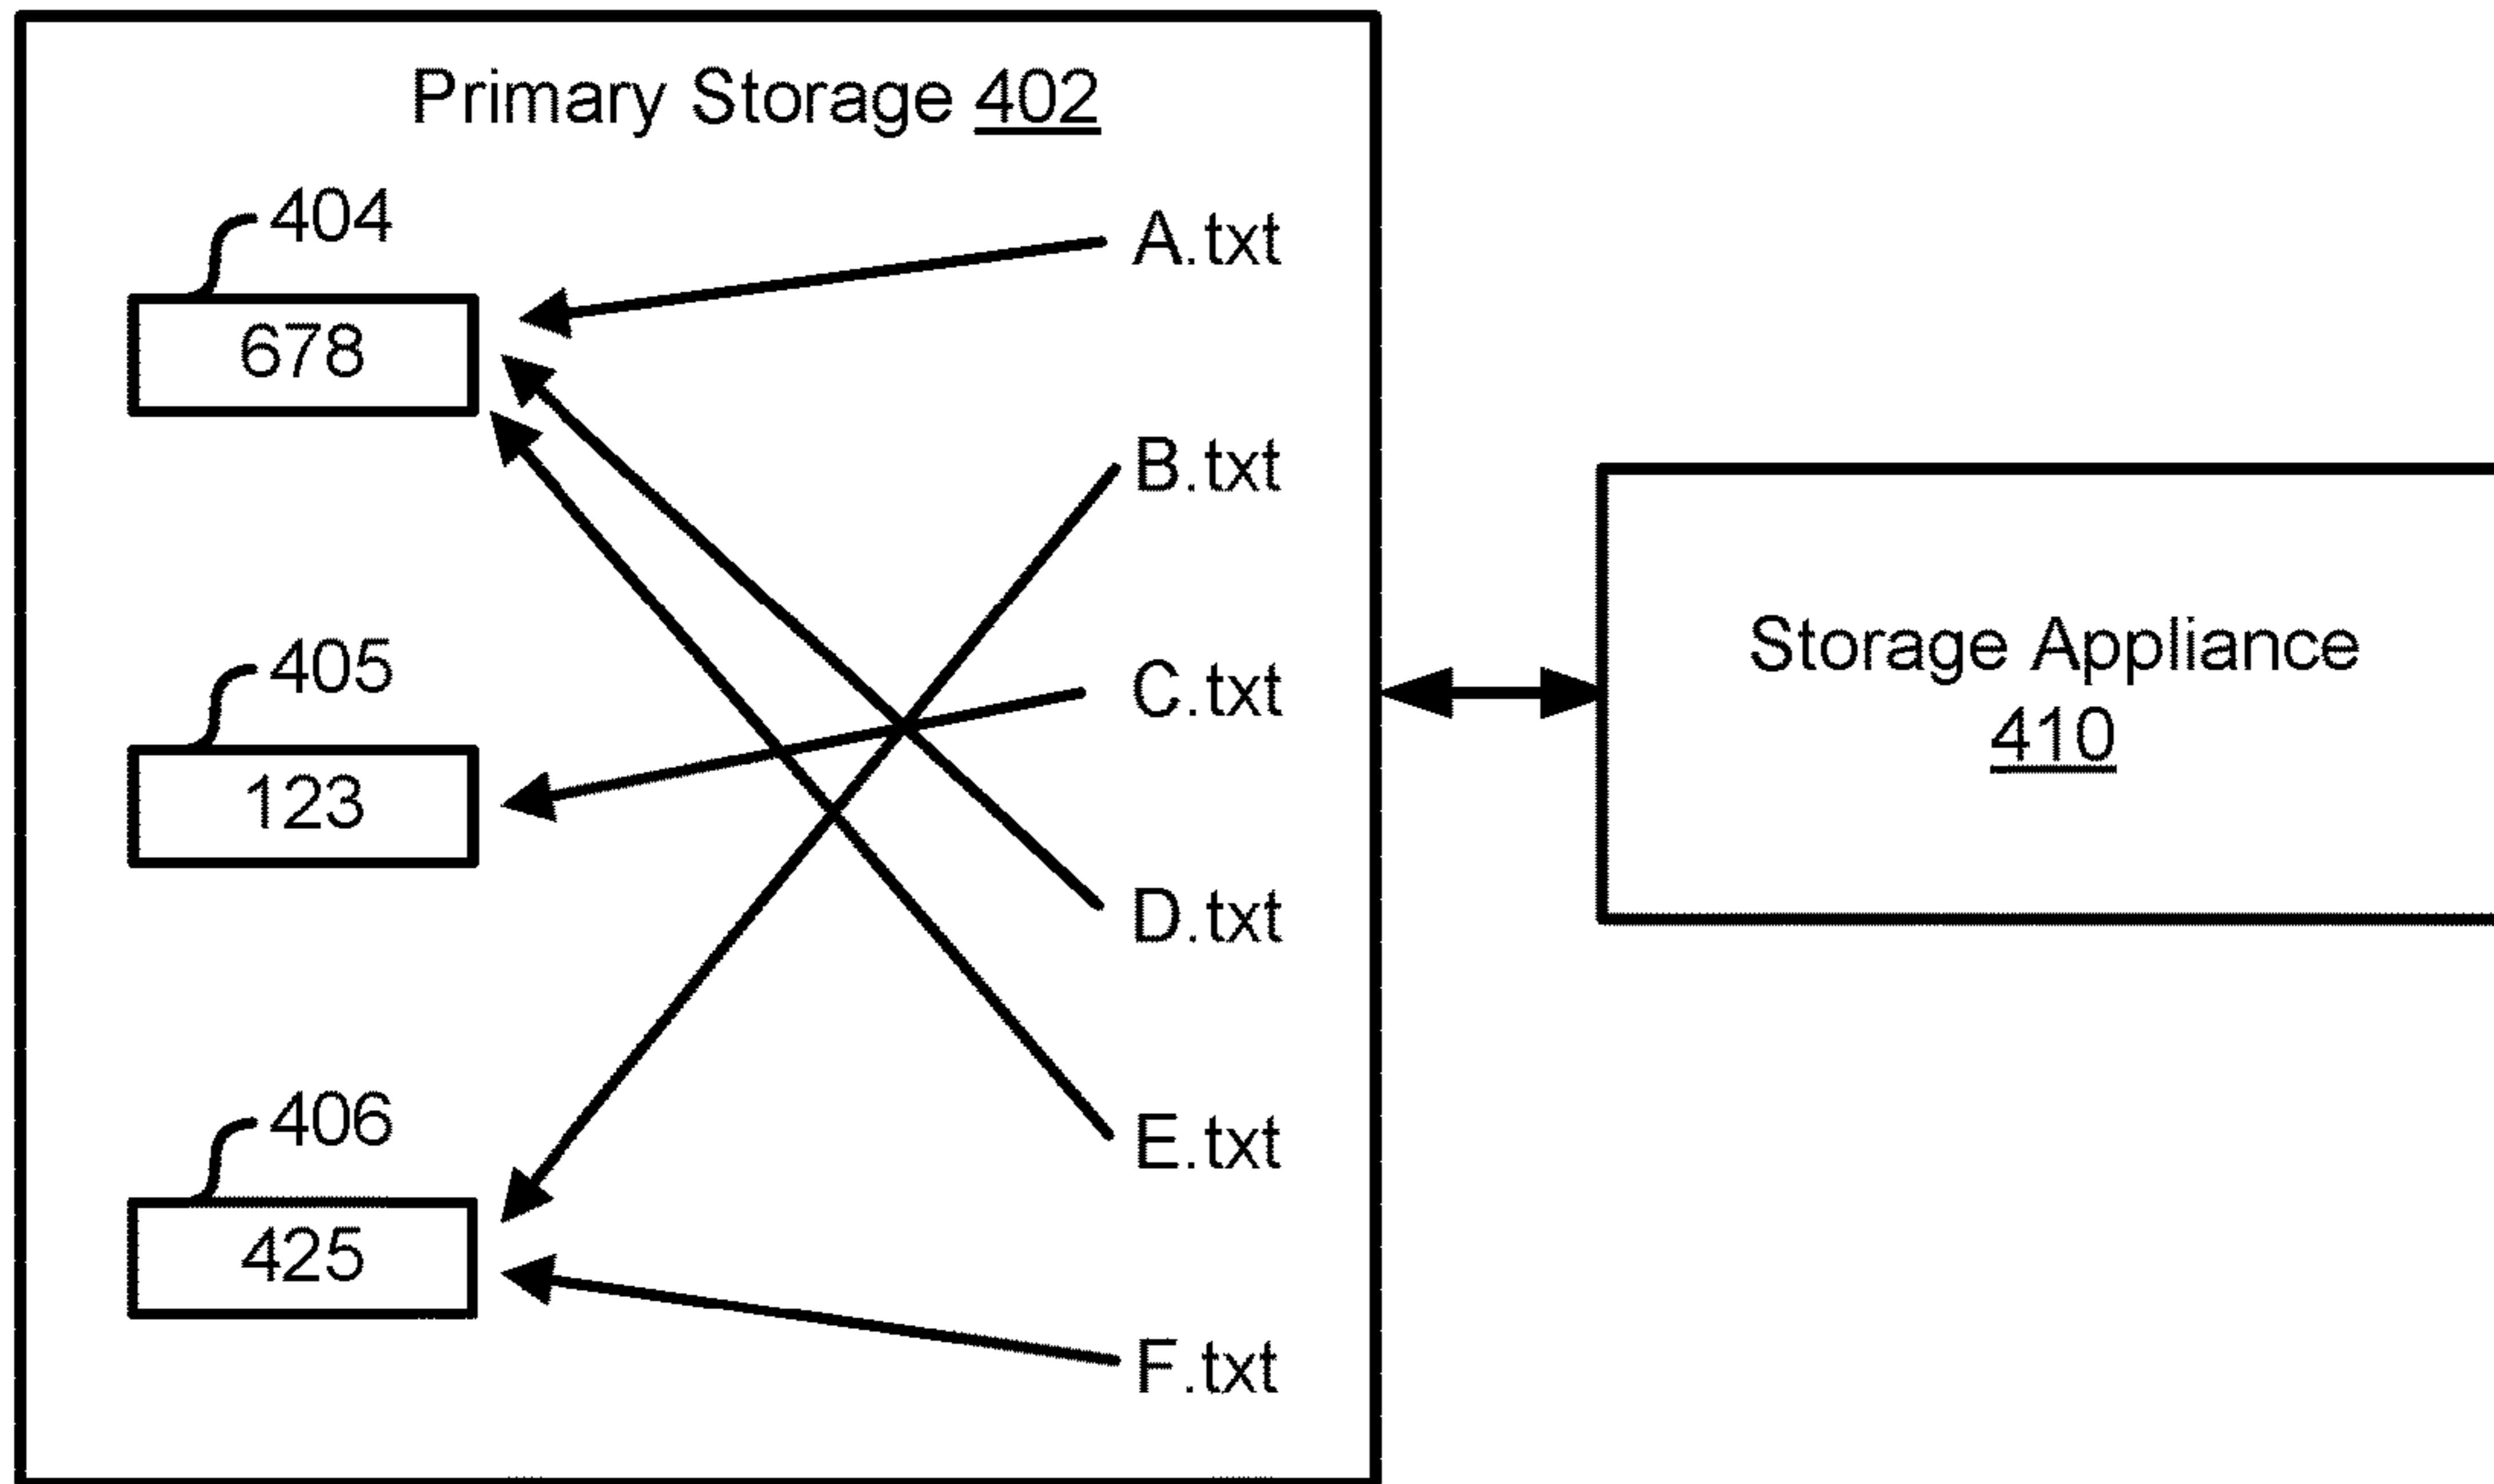 Primary Storage 402
404
A.txt
678
B.txt
405
C.txt
Storage Appliance
410
123
D.txt
406
E.txt
425
F.txt